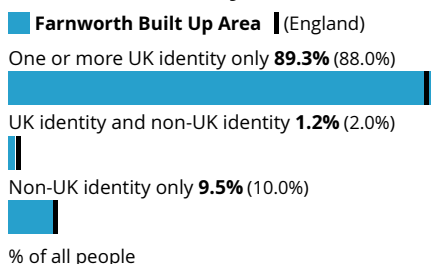 Farnworth Built Up Area (England)
One or more UK identity only 89.3% (88.0%)
UK identity and non-UK identity 1.2% (2.0%)
Non-UK identity only 9.5% (10.0%)
% of all people